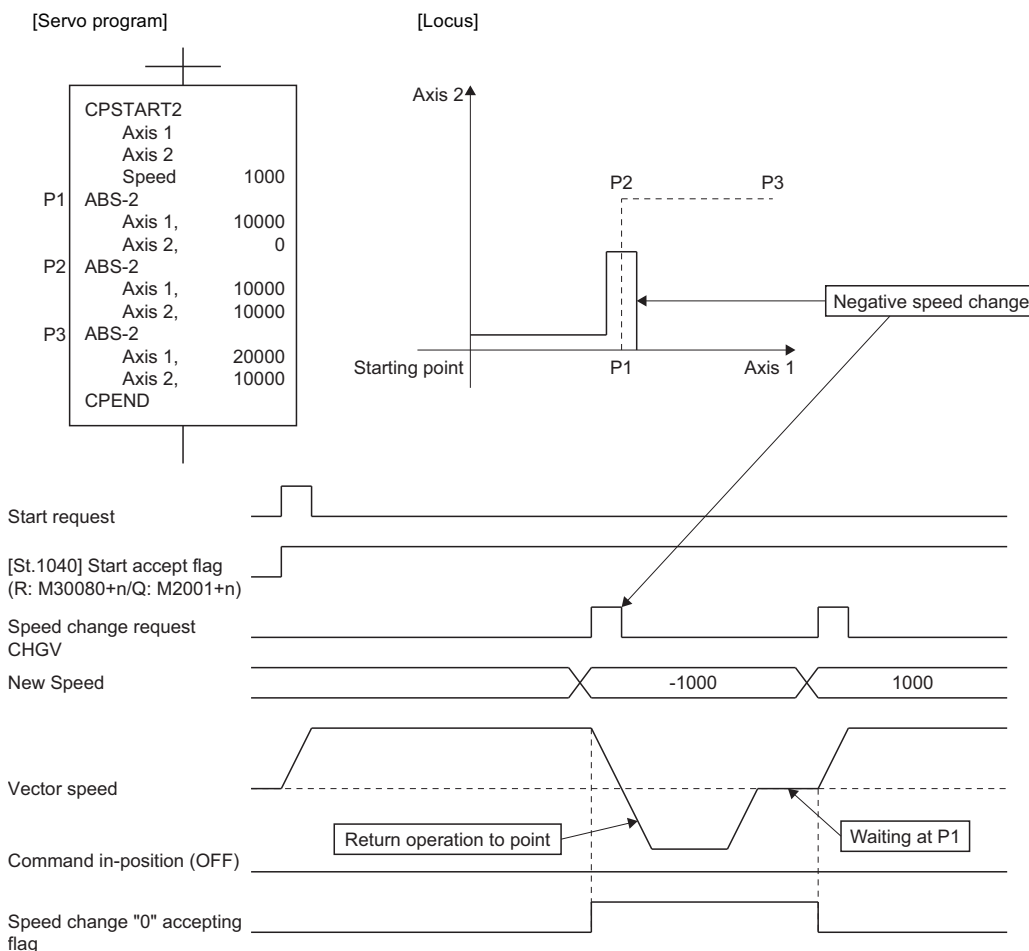 [Servo program]
[Locus]
CPSTART2
Axis 1
Axis 2
Speed 1000
P1 ABS-2
Axis 1, 10000
Axis 2, 0
P2 ABS-2
Axis 1, 10000
Axis 2, 10000
P3 ABS-2
Axis 1, 20000
Axis 2, 10000
CPEND
Axis 2
P2 P3
Negative speed change
Starting point P1 Axis 1
Start request
[St.1040] Start accept flag
(R: M30080+n/Q: M2001+n)
Speed change request
CHGV
New Speed -1000 1000
Vector speed
Return operation to point
Waiting at P1
Command in-position (OFF)
Speed change "0" accepting
flag